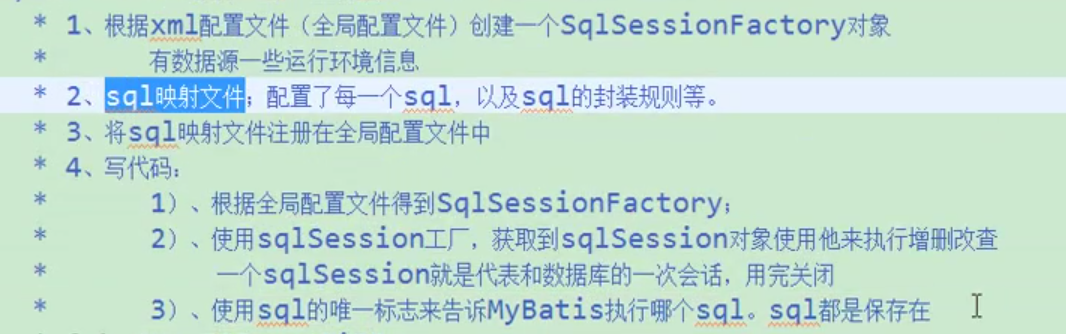 * 1、根据xml配置文件（全局配置文件）创建一个SqlSessionFactory对象
* 有数据源一些运行环境信息
* 2、sql映射文件；配置了每一个sql，以及sql的封装规则等。
* 3、将sql映射文件注册在全局配置文件中
* 4、写代码：
* 1）、根据全局配置文件得到SqlSessionFactory；
* 2）、使用sqlSession工厂，获取到sqlSession对象使用他来执行增删改查
* 一个sqlSession就是代表和数据库的一次会话，用完关闭
* 3）、使用sql的唯一标志来告诉MyBatis执行哪个sql。sql都是保存在